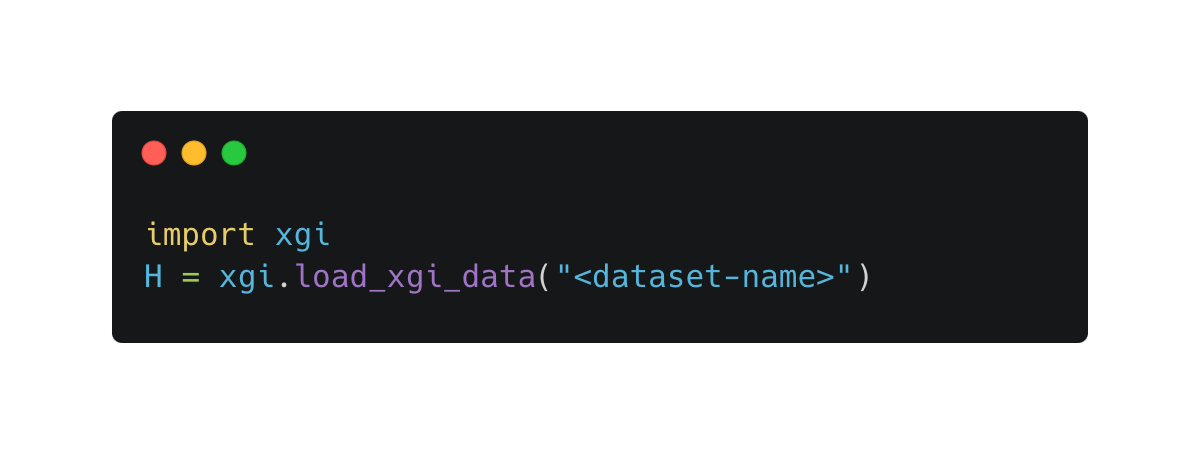 import xgi
H = xgi.load_xgi_data("<dataset-name>")